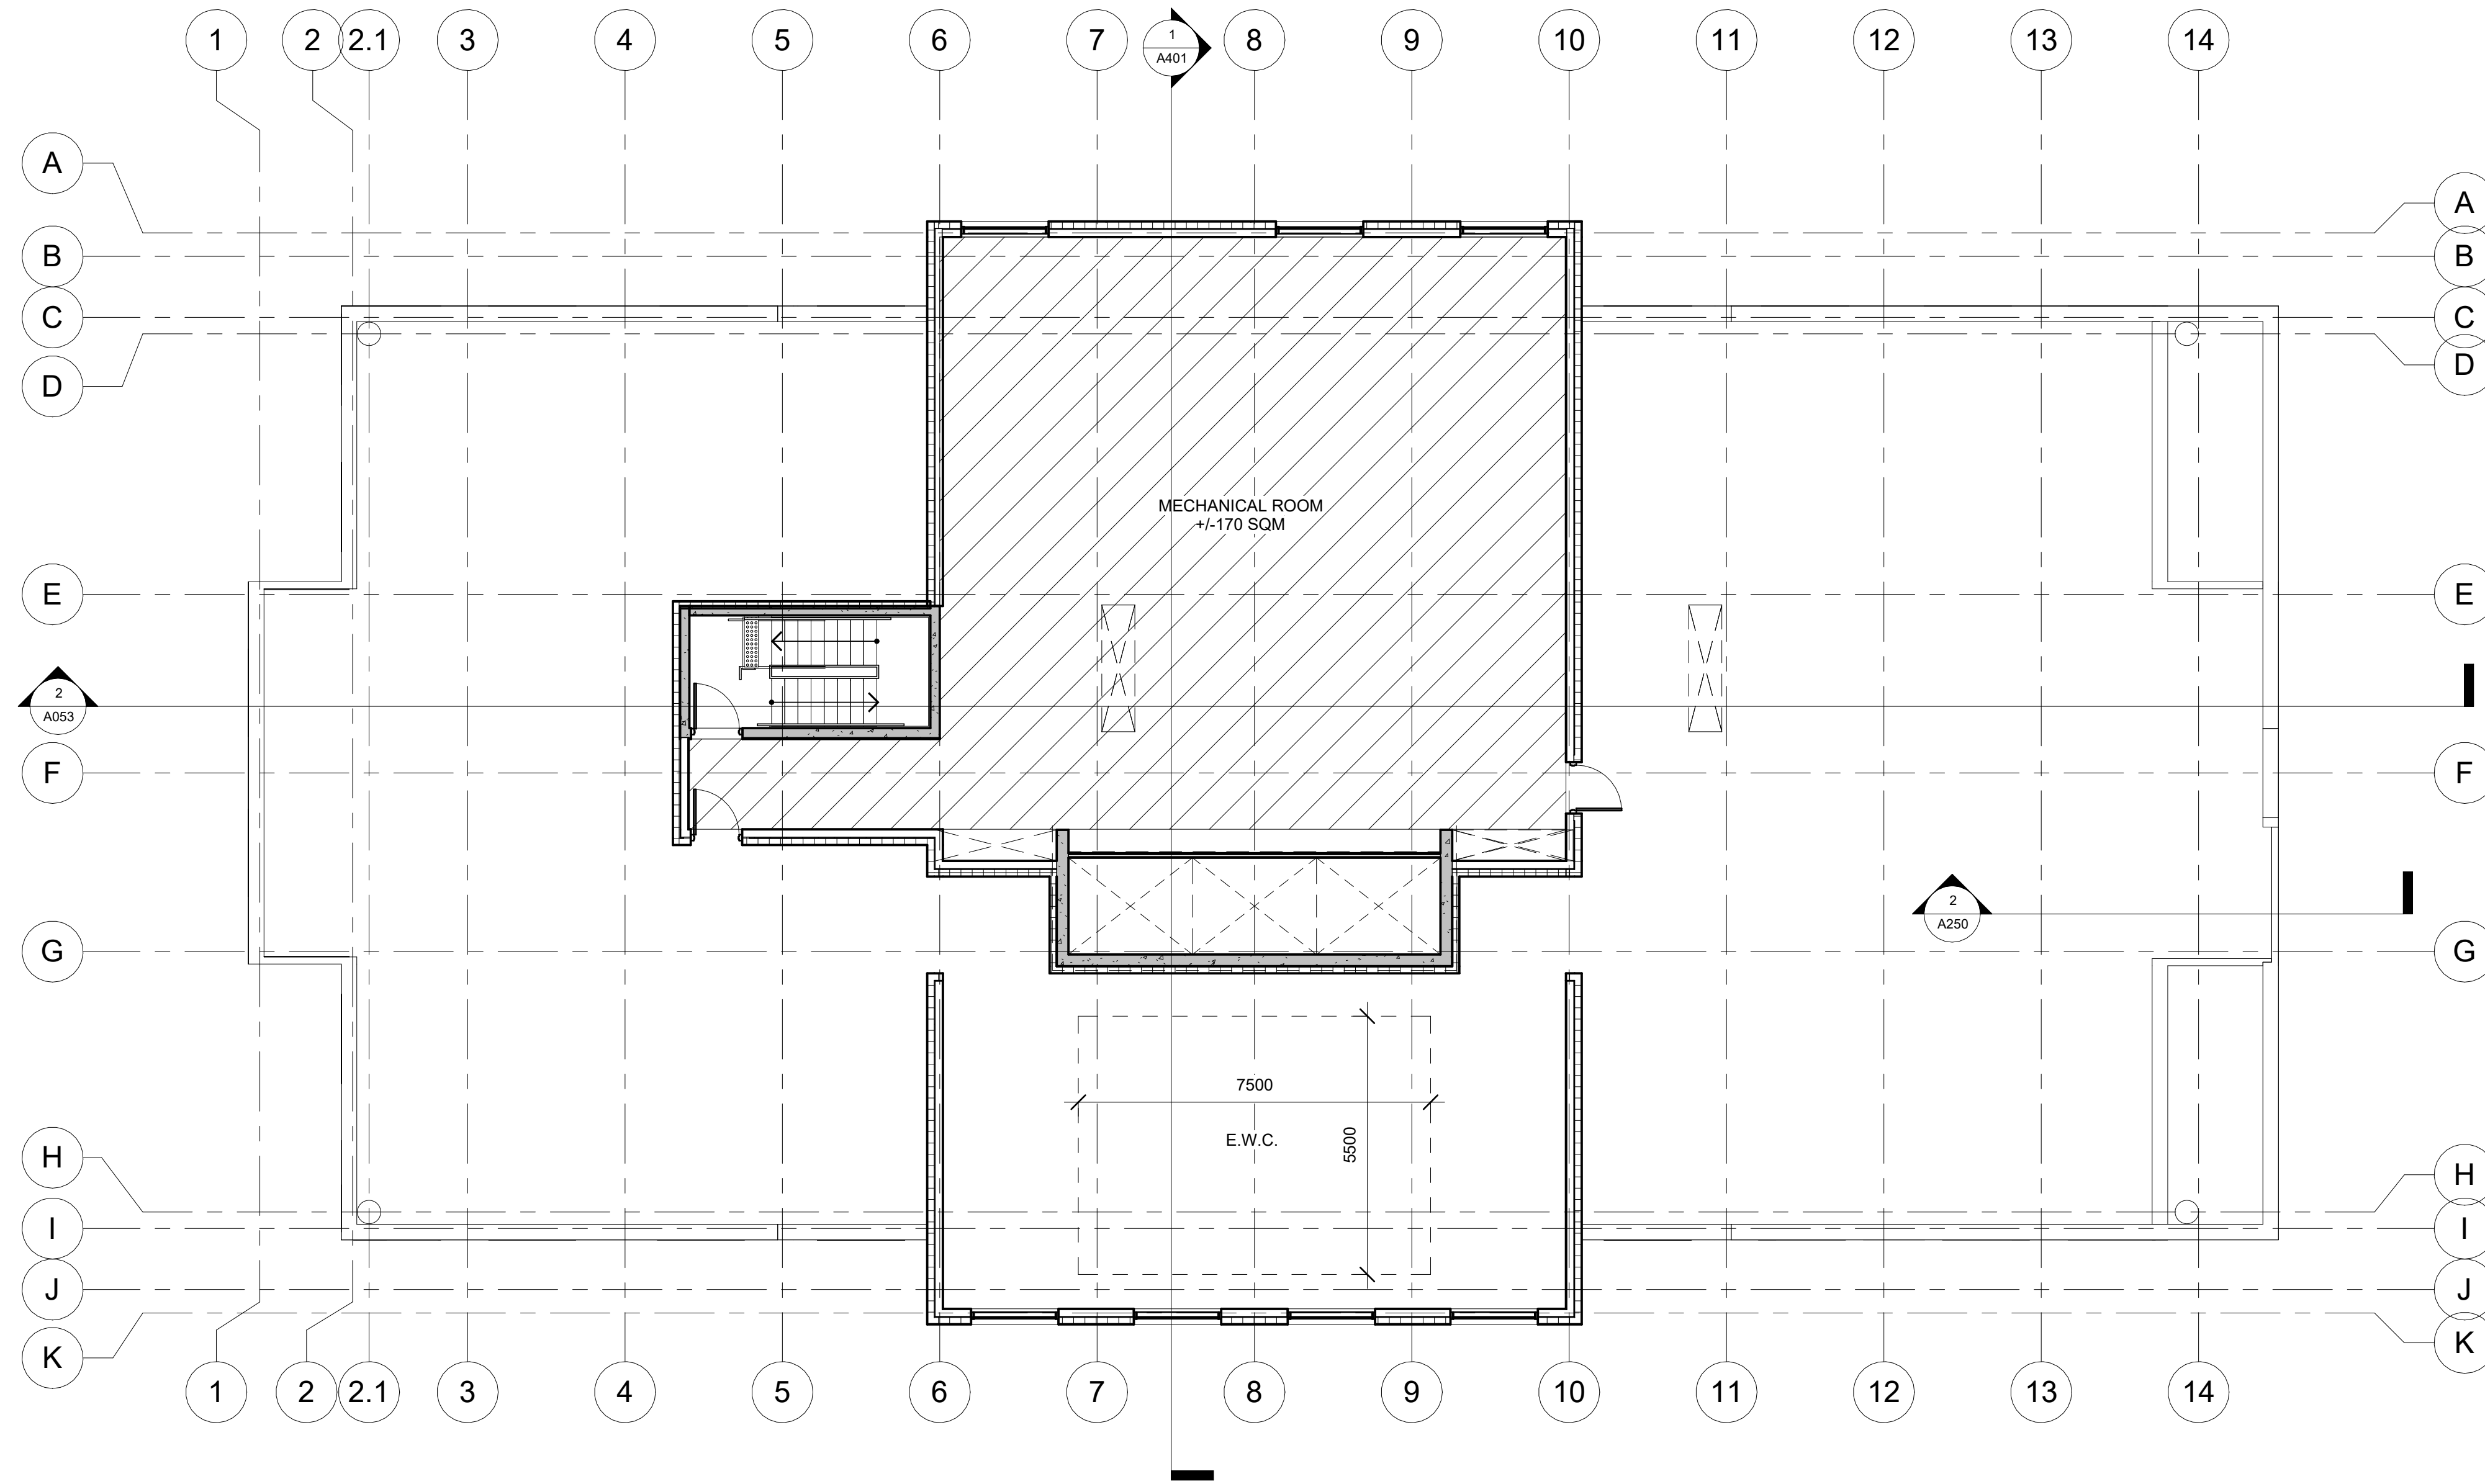 1
2
2.1
3
4
5
6
7
1
A401
8
9
10
11
12
13
14
A
A
B
B
C
C
D
D
MECHANICAL ROOM
+/-170 SQM
E
E
2
A053
F
F
2
A250
G
G
7500
E.W.C.
5500
H
H
I
I
J
J
K
K
1
2
2.1
3
4
5
6
7
8
9
10
11
12
13
14